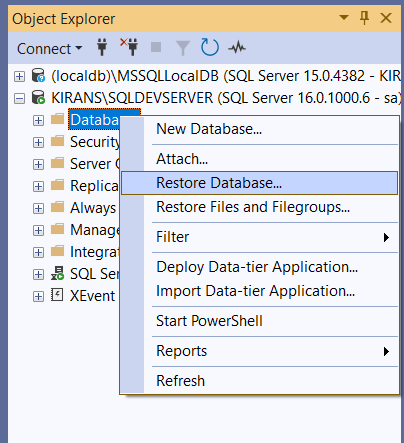 Object Explorer
Connect
(localdb)\MSSQLLocalDB (SQL Server 15.0.4382 - KIR
KIRANS\SQLDEVSERVER (SQL Server 16.0.1000.6 - sa)
Databas
New Database...
Security
Attach...
Server O
Restore Database...
Replica
Restore Files and Filegroups...
Always
Manage
Filter
Integrat
Deploy Data-tier Application...
SQL Ser
Import Data-tier Application...
XEvent
Start PowerShell
Reports
Refresh